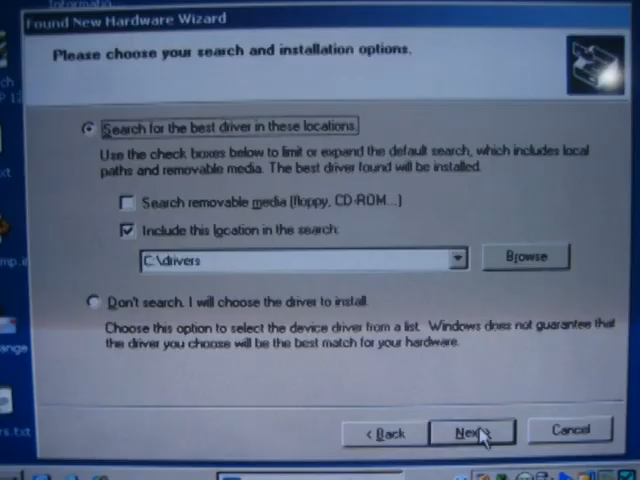 Found New Hardware Wizard
Please choose your search and installation options.
Search for the best driver in these locations.
Use the check boxes below to limit or expand the default search, which includes local
paths and removable media. The best driver found will be installed.
Search removable media (floppy, CD-ROM...)
Include this location in the search:
C:\drivers
Browse
Don't search. I will choose the driver to install.
Choose this option to select the device driver from a list. Windows does not guarantee that
the driver you choose will be the best match for your hardware.
< Back
Cancel